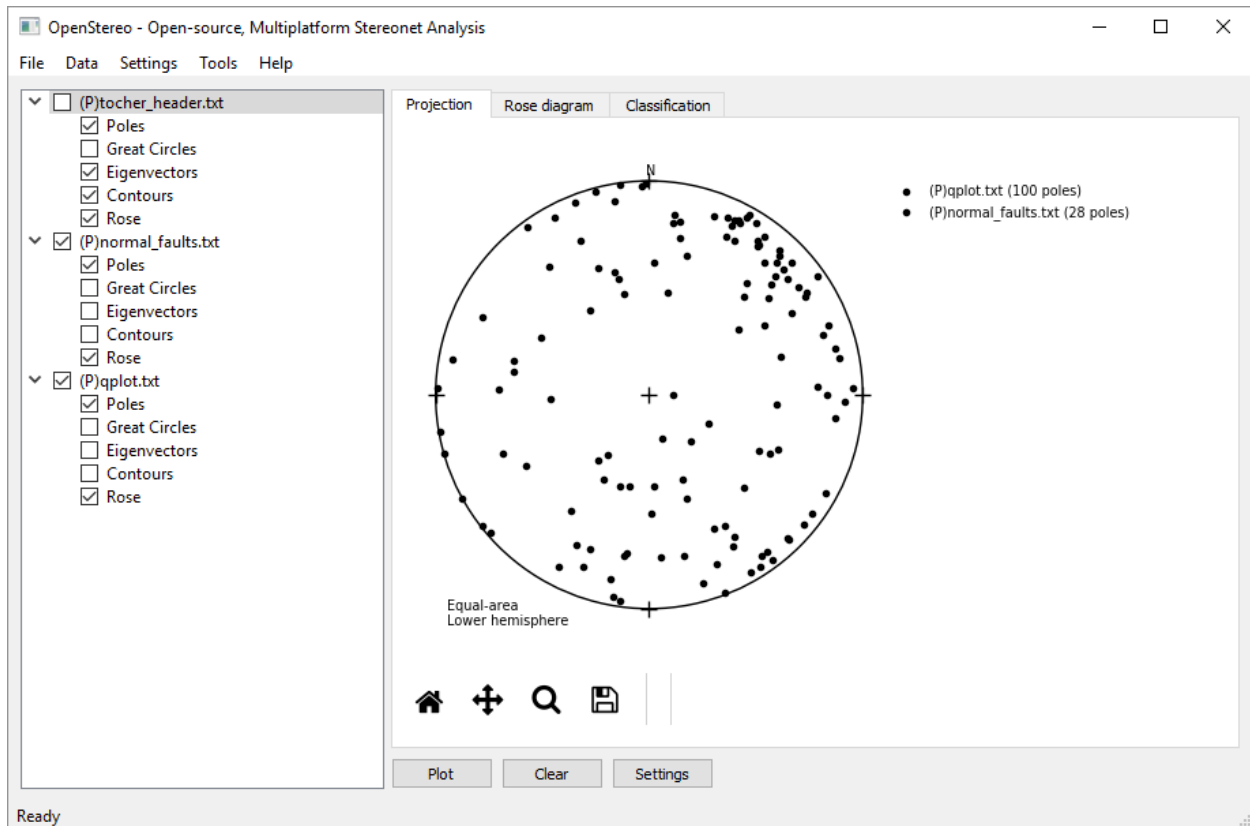 OpenStereo - Open-source, Multiplatform Stereonet Analysis
File Data Settings Tools Help
(P)tocher_header.txt
Poles
Great Circles
Eigenvectors
Contours
Rose
(P)normal_faults.txt
Poles
Great Circles
Eigenvectors
Contours
Rose
(P)qplot.txt
Poles
Great Circles
Eigenvectors
Contours
Rose
Projection Rose diagram Classification
N
(P)qplot.txt (100 poles)
(P)normal_faults.txt (28 poles)
Equal-area
Lower hemisphere
Plot Clear Settings
Ready